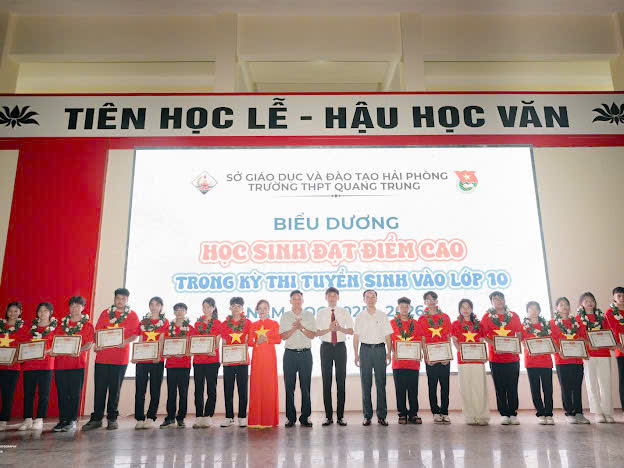 TIÊN HỌC LỄ - HẬU HỌC VĂN
SỞ GIÁO DỤC VÀ ĐÀO TẠO HẢI PHÒNG
TRƯỜNG THPT QUANG TRUNG
BIỂU DƯƠNG
HỌC SINH ĐẠT ĐIỂM CAO
TRONG KỲ THI TUYỂN SINH VÀO LỚP 10